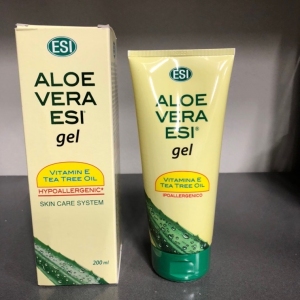 ESI
ALOE
VERA
ESI®
gel
VITAMIN E
TEA TREE OIL
HYPOALLERGENIC*
SKIN CARE SYSTEM
200 ml
ESI
ALOE
VERA
ESI®
gel
VITAMINA E
TEA TREE OIL
IPOALLERGENICO